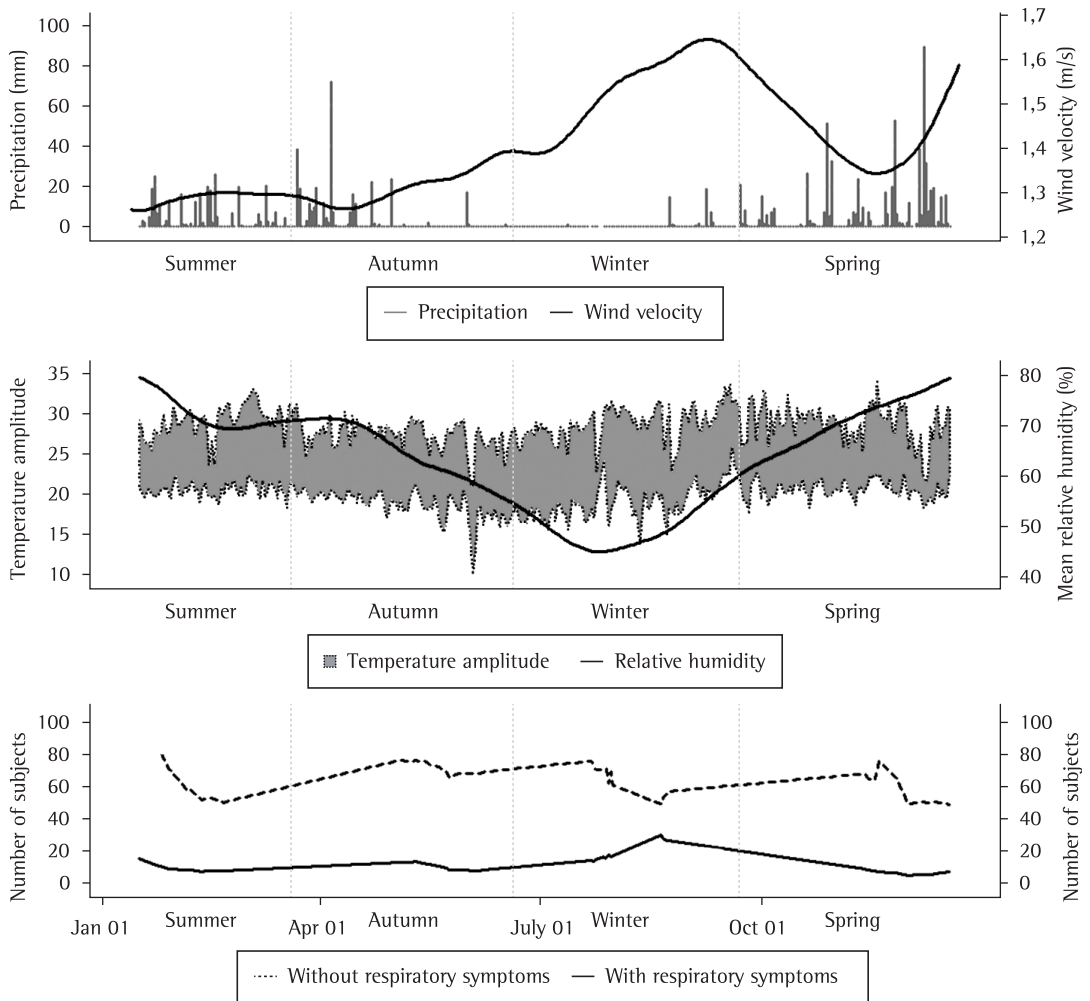 Precipitation (mm)
100
80
60
40
20
0
1,7
1,6
1,5
1,4
1,3
1,2
Wind velocity (m/s)
Summer Autumn Winter Spring
Precipitation Wind velocity
Temperature amplitude
35
30
25
20
15
10
80
70
60
50
40
Mean relative humidity (%)
Summer Autumn Winter Spring
Temperature amplitude Relative humidity
Number of subjects
100
80
60
40
20
0
100
80
60
40
20
0
Number of subjects
Jan 01 Summer Apr 01 Autumn July 01 Winter Oct 01 Spring
Without respiratory symptoms With respiratory symptoms